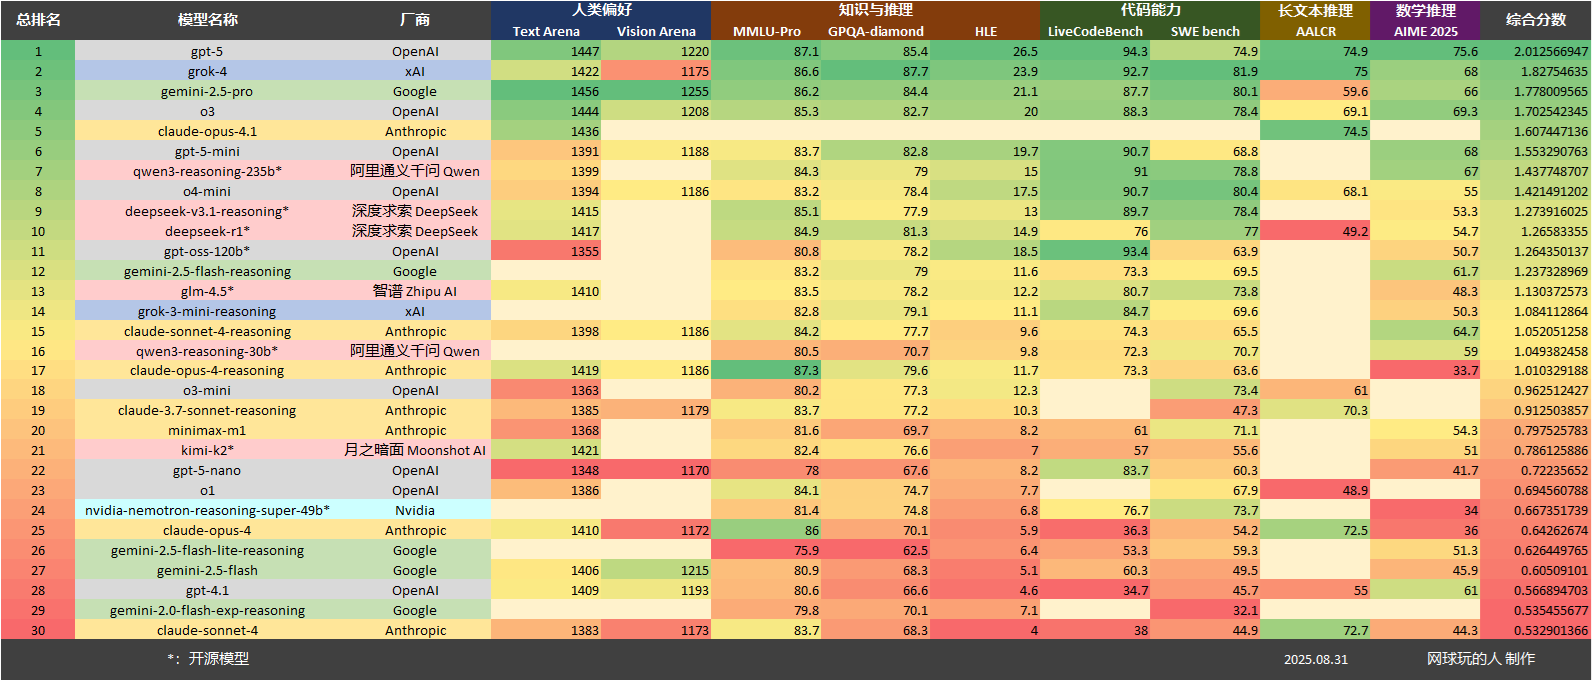 总排名 模型名称 厂商 人类偏好 知识与推理 代码能力 长文本推理 数学推理 综合分数
Text Arena Vision Arena MMLU-Pro GPQA-diamond HLE LiveCodeBench SWE bench AALCR AIME 2025
1 gpt-5 OpenAI 1447 1220 87.1 85.4 26.5 94.3 74.9 74.9 75.6 2.012566947
2 grok-4 xAI 1422 1175 86.6 87.7 23.9 92.7 81.9 75 68 1.82754635
3 gemini-2.5-pro Google 1456 1255 86.2 84.4 21.1 87.7 80.1 59.6 66 1.778009565
4 o3 OpenAI 1444 1208 85.3 82.7 20 88.3 78.4 69.1 69.3 1.702542345
5 claude-opus-4.1 Anthropic 1436 74.5 1.607447136
6 gpt-5-mini OpenAI 1391 1188 83.7 82.8 19.7 90.7 68.8 68 1.553290763
7 qwen3-reasoning-235b* 阿里通义千问 Qwen 1399 84.3 79 15 91 78.8 67 1.437748707
8 o4-mini OpenAI 1394 1186 83.2 78.4 17.5 90.7 80.4 68.1 55 1.421491202
9 deepseek-v3.1-reasoning* 深度求索 DeepSeek 1415 85.1 77.9 13 89.7 78.4 53.3 1.273916025
10 deepseek-r1* 深度求索 DeepSeek 1417 84.9 81.3 14.9 76 77 49.2 54.7 1.26583355
11 gpt-oss-120b* OpenAI 1355 80.8 78.2 18.5 93.4 63.9 50.7 1.264350137
12 gemini-2.5-flash-reasoning Google 83.2 79 11.6 73.3 69.5 61.7 1.237328969
13 glm-4.5* 智谱 Zhipu AI 1410 83.5 78.2 12.2 80.7 73.8 48.3 1.130372573
14 grok-3-mini-reasoning xAI 82.8 79.1 11.1 84.7 69.6 50.3 1.084112864
15 claude-sonnet-4-reasoning Anthropic 1398 1186 84.2 77.7 9.6 74.3 65.5 64.7 1.052051258
16 qwen3-reasoning-30b* 阿里通义千问 Qwen 80.5 70.7 9.8 72.3 70.7 59 1.049382458
17 claude-opus-4-reasoning Anthropic 1419 1186 87.3 79.6 11.7 73.3 63.6 33.7 1.010329188
18 o3-mini OpenAI 1363 80.2 77.3 12.3 73.4 61 0.962512427
19 claude-3.7-sonnet-reasoning Anthropic 1385 1179 83.7 77.2 10.3 47.3 70.3 0.912503857
20 minimax-m1 Anthropic 1368 81.6 69.7 8.2 61 71.1 54.3 0.797525783
21 kimi-k2* 月之暗面 Moonshot AI 1421 82.4 76.6 7 57 55.6 51 0.786125886
22 gpt-5-nano OpenAI 1348 1170 78 67.6 8.2 83.7 60.3 41.7 0.72235652
23 o1 OpenAI 1386 84.1 74.7 7.7 67.9 48.9 0.694560788
24 nvidia-nemotron-reasoning-super-49b* Nvidia 81.4 74.8 6.8 76.7 73.7 34 0.667351739
25 claude-opus-4 Anthropic 1410 1172 86 70.1 5.9 36.3 54.2 72.5 36 0.64262674
26 gemini-2.5-flash-lite-reasoning Google 75.9 62.5 6.4 53.3 59.3 51.3 0.626449765
27 gemini-2.5-flash Google 1406 1215 80.9 68.3 5.1 60.3 49.5 45.9 0.60509101
28 gpt-4.1 OpenAI 1409 1193 80.6 66.6 4.6 34.7 45.7 55 61 0.566894703
29 gemini-2.0-flash-exp-reasoning Google 79.8 70.1 7.1 32.1 0.535455677
30 claude-sonnet-4 Anthropic 1383 1173 83.7 68.3 4 38 44.9 72.7 44.3 0.532901366
*：开源模型 2025.08.31 网球玩的人 制作